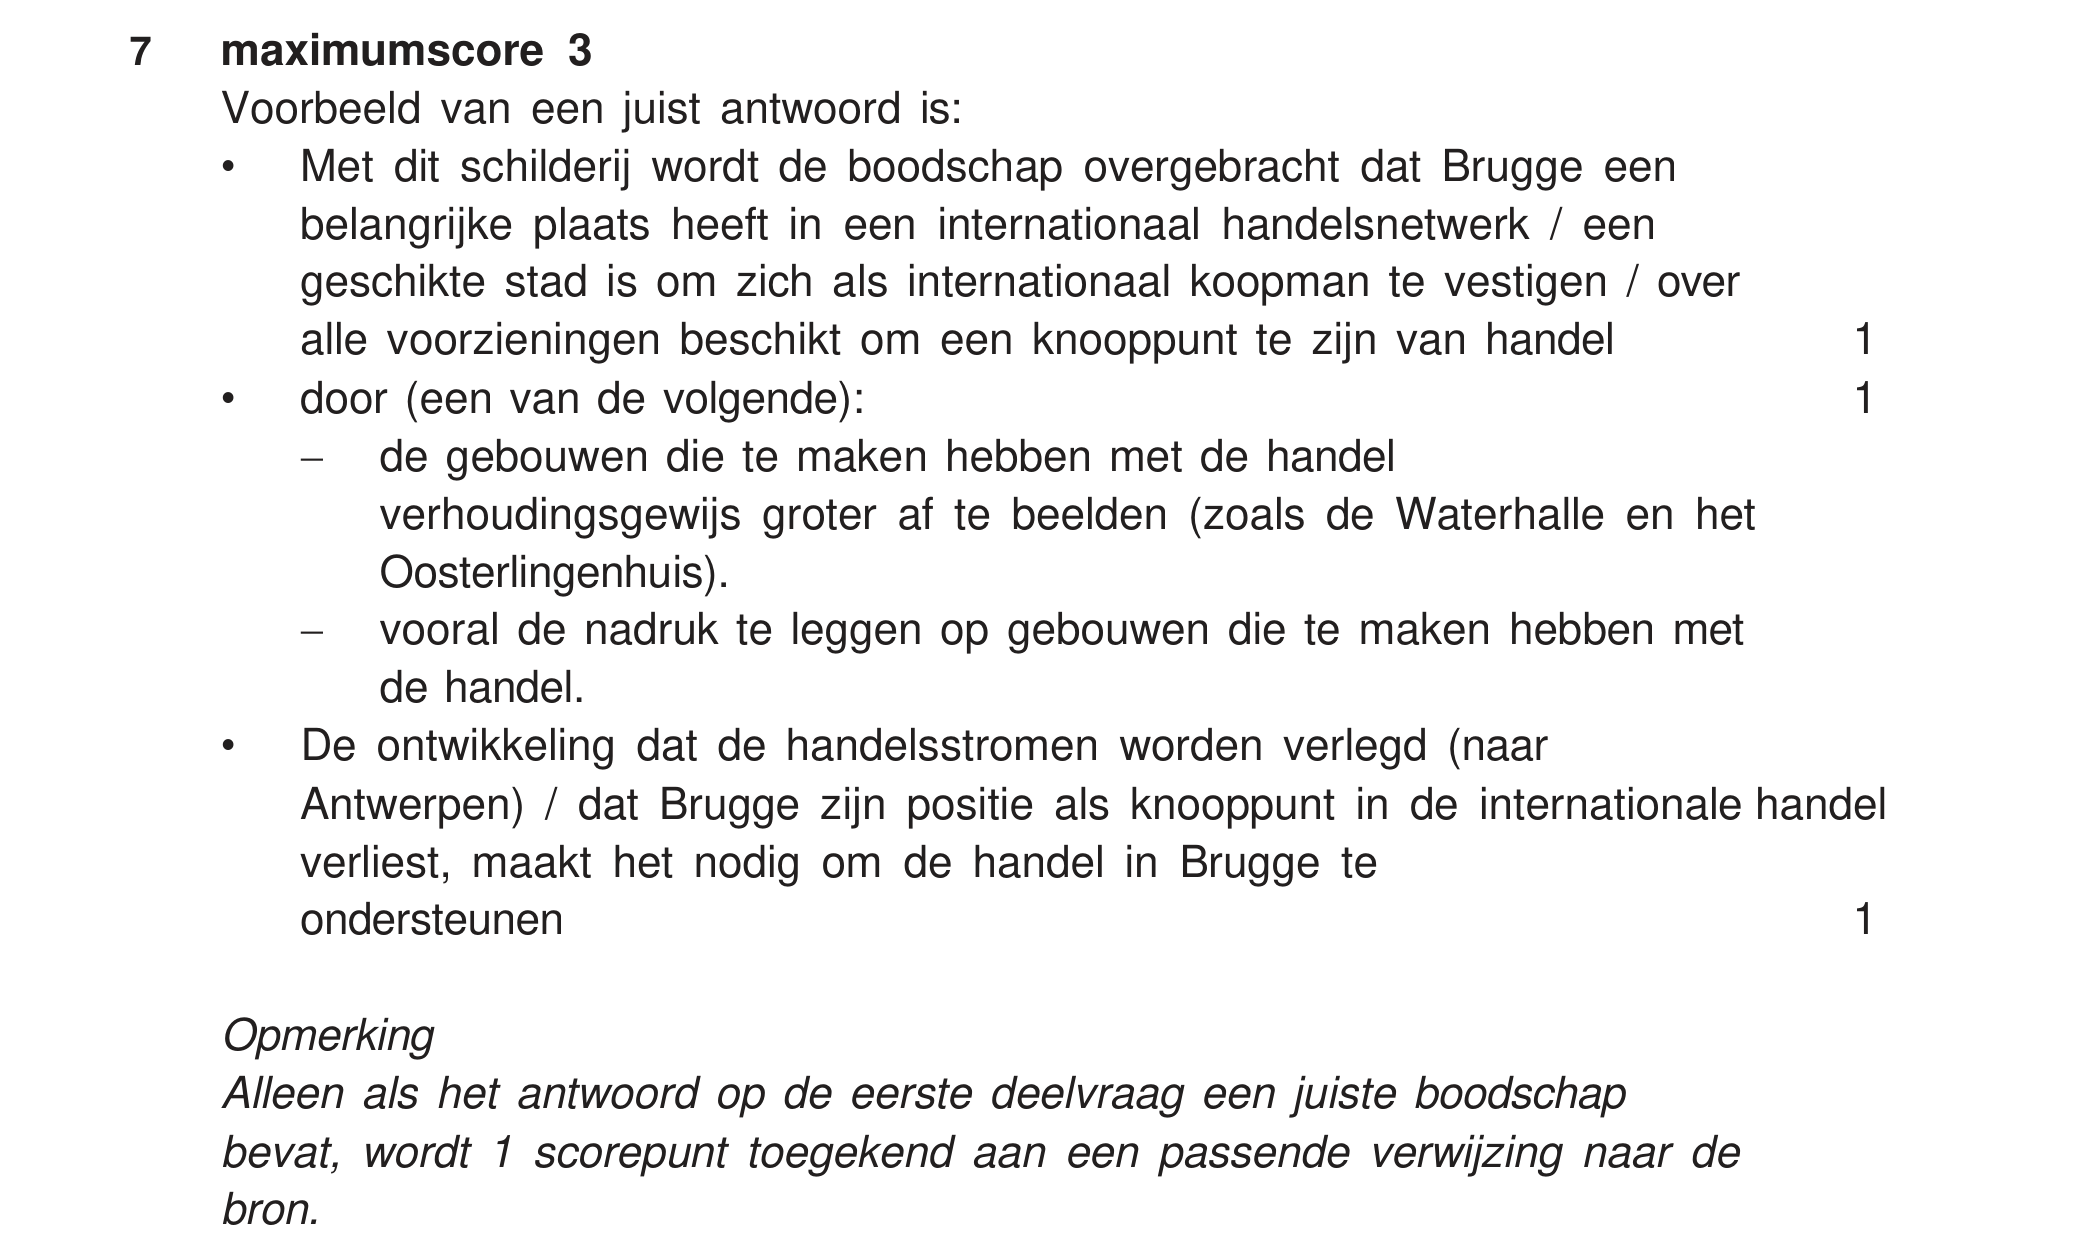 7 maximumscore 3
Voorbeeld van een juist antwoord is:
• Met dit schilderij wordt de boodschap overgebracht dat Brugge een
belangrijke plaats heeft in een internationaal handelsnetwerk / een
geschikte stad is om zich als internationaal koopman te vestigen / over
alle voorzieningen beschikt om een knooppunt te zijn van handel 1
• door (een van de volgende): 1
− de gebouwen die te maken hebben met de handel
verhoudingsgewijs groter af te beelden (zoals de Waterhalle en het
Oosterlingenhuis).
− vooral de nadruk te leggen op gebouwen die te maken hebben met
de handel.
• De ontwikkeling dat de handelsstromen worden verlegd (naar
Antwerpen) / dat Brugge zijn positie als knooppunt in de internationale handel
verliest, maakt het nodig om de handel in Brugge te
ondersteunen 1
Opmerking
Alleen als het antwoord op de eerste deelvraag een juiste boodschap
bevat, wordt 1 scorepunt toegekend aan een passende verwijzing naar de
bron.